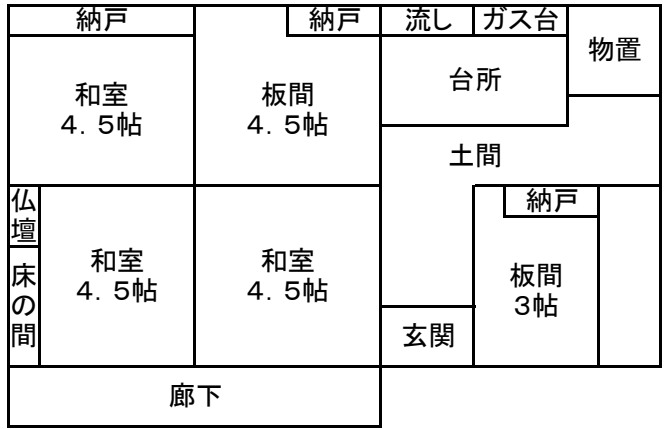 納戸
納戸
流し
ガス台
物置
和室
４．５帖
板間
４．５帖
台所
土間
仏壇
床の間
和室
４．５帖
和室
４．５帖
納戸
板間
３帖
玄関
廊下